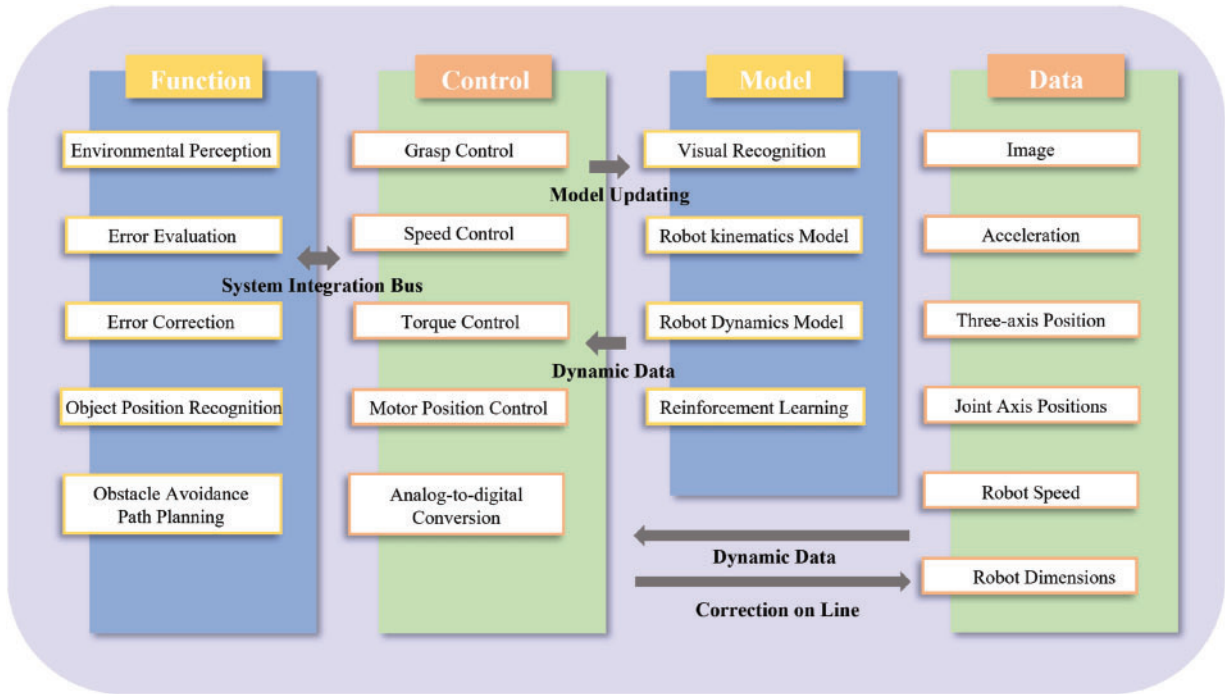 Function
Environmental Perception
Error Evaluation
Error Correction
Object Position Recognition
Obstacle Avoidance
Path Planning
System Integration Bus
Control
Grasp Control
Speed Control
Torque Control
Motor Position Control
Analog-to-digital
Conversion
Model Updating
Dynamic Data
Model
Visual Recognition
Robot kinematics Model
Robot Dynamics Model
Reinforcement Learning
Dynamic Data
Correction on Line
Data
Image
Acceleration
Three-axis Position
Joint Axis Positions
Robot Speed
Robot Dimensions